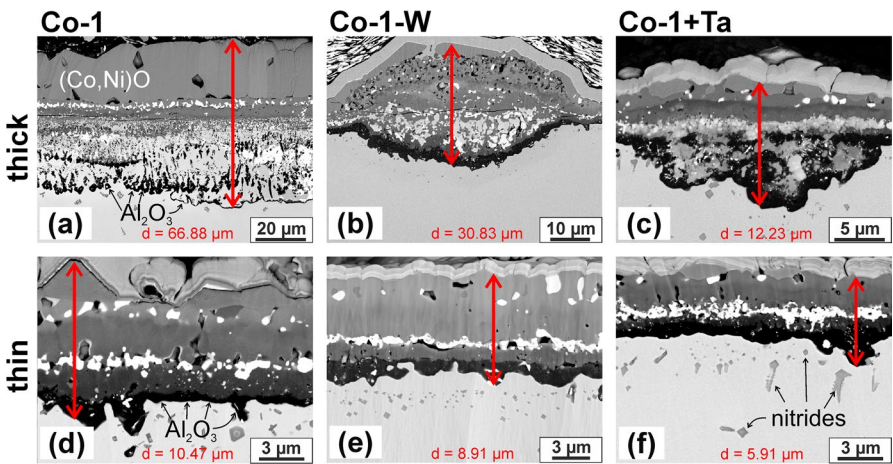 Co-1 Co-1-W Co-1+Ta
thick
(Co,Ni)O
Al2O3
(a) d = 66.88 µm 20 µm
(b) d = 30.83 µm 10 µm
(c) d = 12.23 µm 5 µm
thin
Al2O3
(d) d = 10.47 µm 3 µm
(e) d = 8.91 µm 3 µm
nitrides
(f) d = 5.91 µm 3 µm